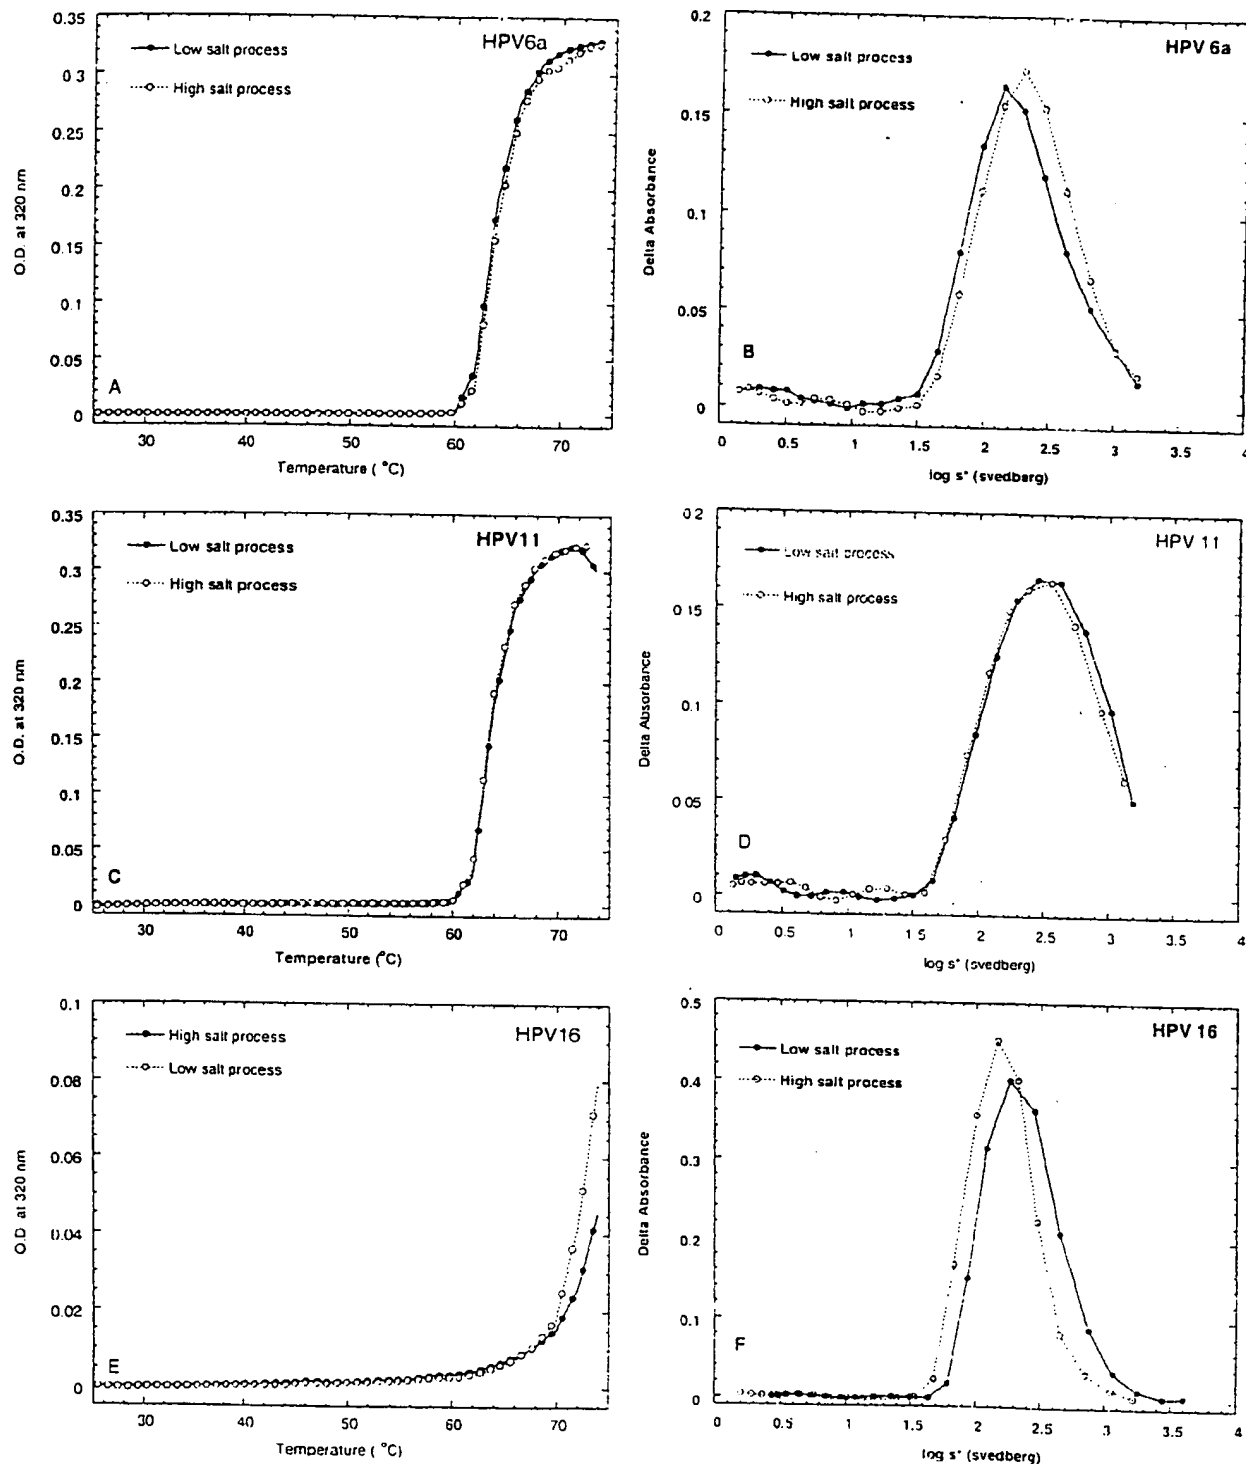 0.35
0.3
0.25
0.2
0.15
0.1
0.05
0
O.D. at 320 nm
Low salt process
High salt process
HPV6a
A
30
40
50
60
70
Temperature ( °C)
0.2
0.15
0.1
0.05
0
Delta Absorbance
Low salt process
High salt process
HPV 6a
B
0
0.5
1
1.5
2
2.5
3
3.5
4
log s* (svedberg)
0.35
0.3
0.25
0.2
0.15
0.1
0.05
0
O.D. at 320 nm
Low salt process
High salt process
HPV11
C
30
40
50
60
70
Temperature (°C)
0.2
0.15
0.1
0.05
0
Delta Absorbance
Low salt process
High salt process
HPV 11
D
0
0.5
1
1.5
2
2.5
3
3.5
4
log s* (svedberg)
0.1
0.08
0.06
0.04
0.02
0
O.D. at 320 nm
High salt process
Low salt process
HPV16
E
30
40
50
60
70
Temperature ( °C)
0.5
0.4
0.3
0.2
0.1
0
Delta Absorbance
Low salt process
High salt process
HPV 16
F
0
0.5
1
1.5
2
2.5
3
3.5
4
log s* (svedberg)